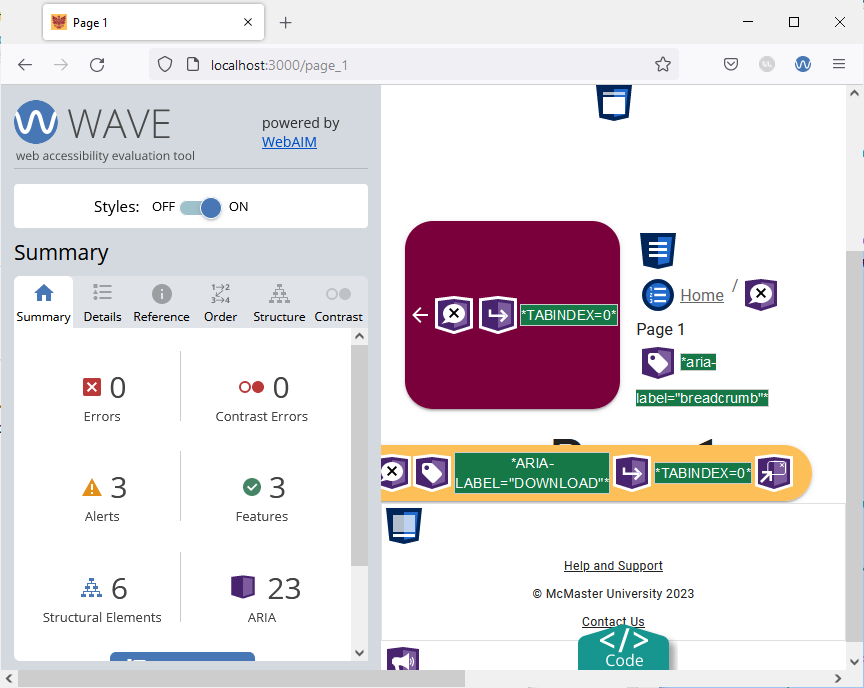 Page 1
localhost:3000/page_1
WAVE
web accessibility evaluation tool
powered by
WebAIM
Styles: OFF ON
Summary
Summary Details Reference Order Structure Contrast
0 Errors
0 Contrast Errors
3 Alerts
3 Features
6 Structural Elements
23 ARIA
*TABINDEX=0*
Home /
Page 1
*aria-
label="breadcrumb"*
*ARIA-
LABEL="DOWNLOAD"*
*TABINDEX=0*
Help and Support
© McMaster University 2023
Contact Us
</>
Code